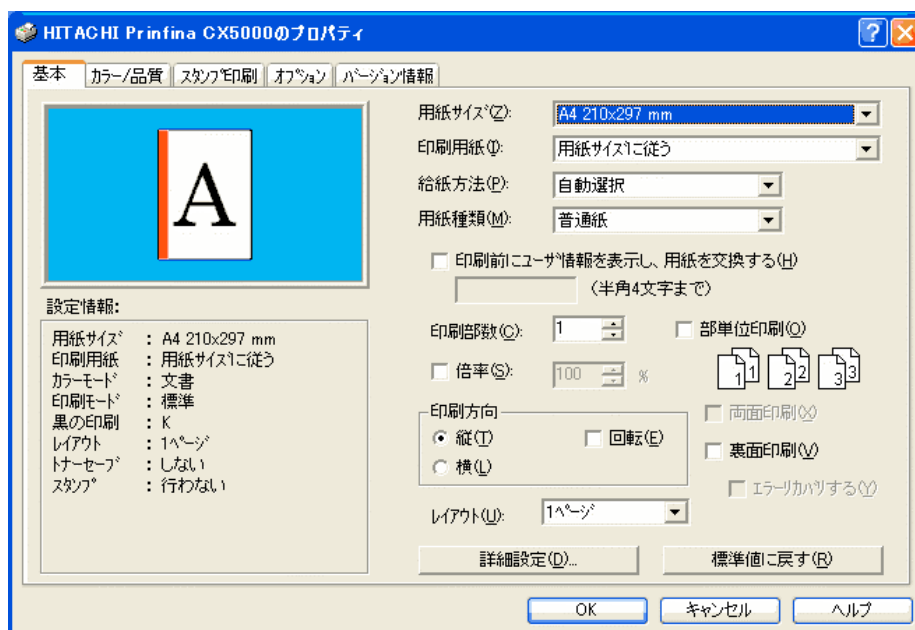 HITACHI Prinfina CX5000のプロパティ
基本 カラー/品質 スタンプ印刷 オプション バージョン情報
用紙サイズ(Z): A4 210x297 mm
印刷用紙(I): 用紙サイズに従う
給紙方法(P): 自動選択
用紙種類(M): 普通紙
印刷前にユーザ情報を表示し、用紙を交換する(H)
(半角4文字まで)
A
設定情報:
用紙サイズ : A4 210x297 mm
印刷用紙 : 用紙サイズに従う
カラーモード : 文書
印刷モード : 標準
黒の印刷 : K
レイアウト : 1ページ
トナーセーブ : しない
スタンプ : 行わない
印刷部数(C): 1 部単位印刷(O)
倍率(S): 100 %
1 1 2 2 3 3
印刷方向
縦(T) 回転(E)
横(L)
両面印刷(X)
裏面印刷(V)
エラーリカバリする(Y)
レイアウト(U): 1ページ
詳細設定(D)... 標準値に戻す(R)
OK キャンセル ヘルプ